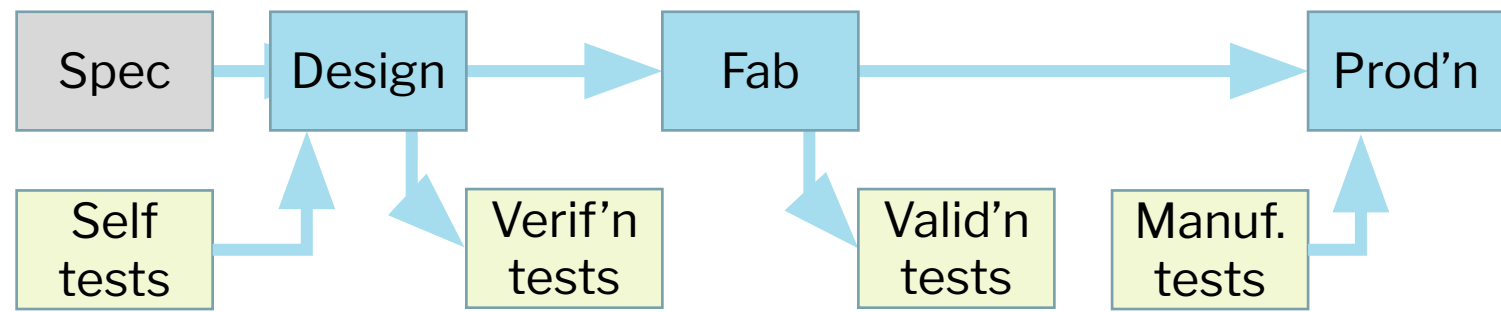 Spec
Design
Fab
Prod’n
Self
tests
Verif’n
tests
Valid’n
tests
Manuf.
tests